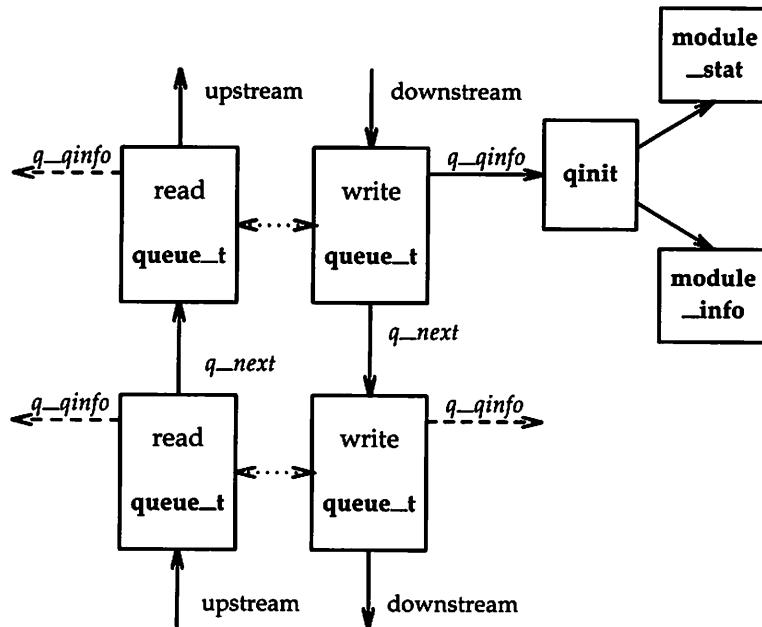 module
_stat
upstream
downstream
q_qinfo
q_qinfo
read
write
qinit
queue_t
queue_t
module
_info
q_next
q_next
q_qinfo
q_qinfo
read
write
queue_t
queue_t
upstream
downstream